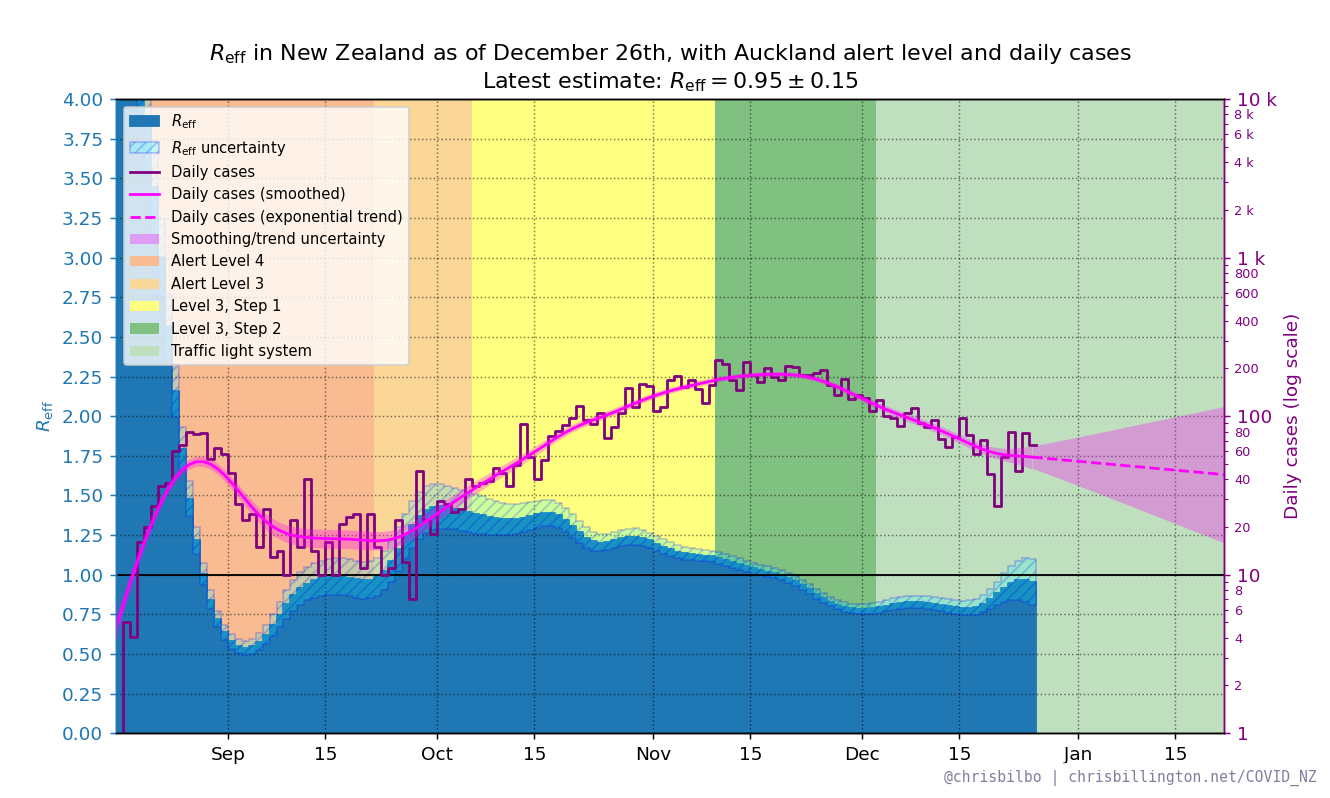 Reff in New Zealand as of December 26th, with Auckland alert level and daily cases
Latest estimate: Reff = 0.95 ± 0.15
4.00
3.75
3.50
3.25
3.00
2.75
2.50
2.25
2.00
1.75
1.50
1.25
1.00
0.75
0.50
0.25
0.00
Reff
Reff
Reff uncertainty
Daily cases
Daily cases (smoothed)
Daily cases (exponential trend)
Smoothing/trend uncertainty
Alert Level 4
Alert Level 3
Level 3, Step 1
Level 3, Step 2
Traffic light system
10 k
8 k
6 k
4 k
2 k
1 k
800
600
400
200
100
80
60
40
20
10
8
6
4
2
1
Daily cases (log scale)
Sep 15 Oct 15 Nov 15 Dec 15 Jan 15
@chrisbilbo | chrisbillington.net/COVID_NZ